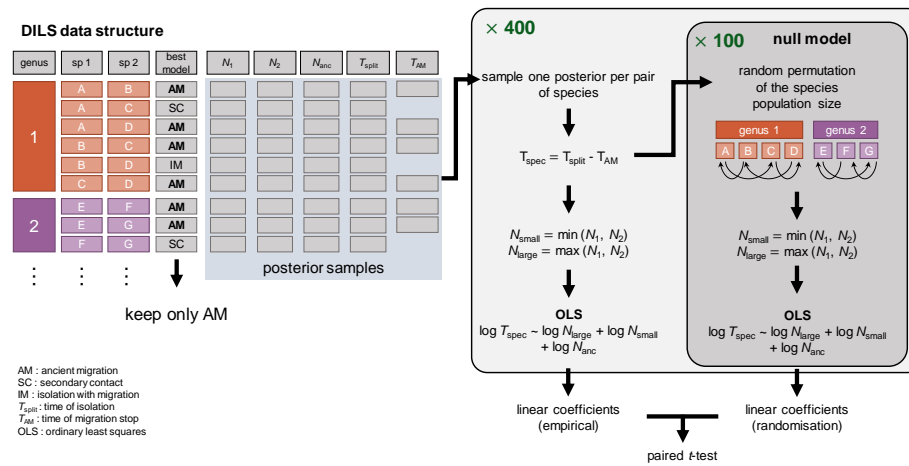 DILS data structure
genus sp 1 sp 2 best model N1 N2 Nanc Tsplit TAM
1
A B AM
A C SC
A D AM
B C AM
B D IM
C D AM
2
E F AM
E G AM
F G SC
⋮ ⋮ ⋮
posterior samples
keep only AM
AM : ancient migration
SC : secondary contact
IM : isolation with migration
Tsplit : time of isolation
TAM : time of migration stop
OLS : ordinary least squares
× 400
sample one posterior per pair
of species
Tspec = Tsplit - TAM
Nsmall = min (N1, N2)
Nlarge = max (N1, N2)
OLS
log Tspec ~ log Nlarge + log Nsmall
+ log Nanc
linear coefficients
(empirical)
× 100
null model
random permutation
of the species
population size
genus 1 genus 2
A B C D E F G
Nsmall = min (N1, N2)
Nlarge = max (N1, N2)
OLS
log Tspec ~ log Nlarge + log Nsmall
+ log Nanc
linear coefficients
(randomisation)
paired t-test